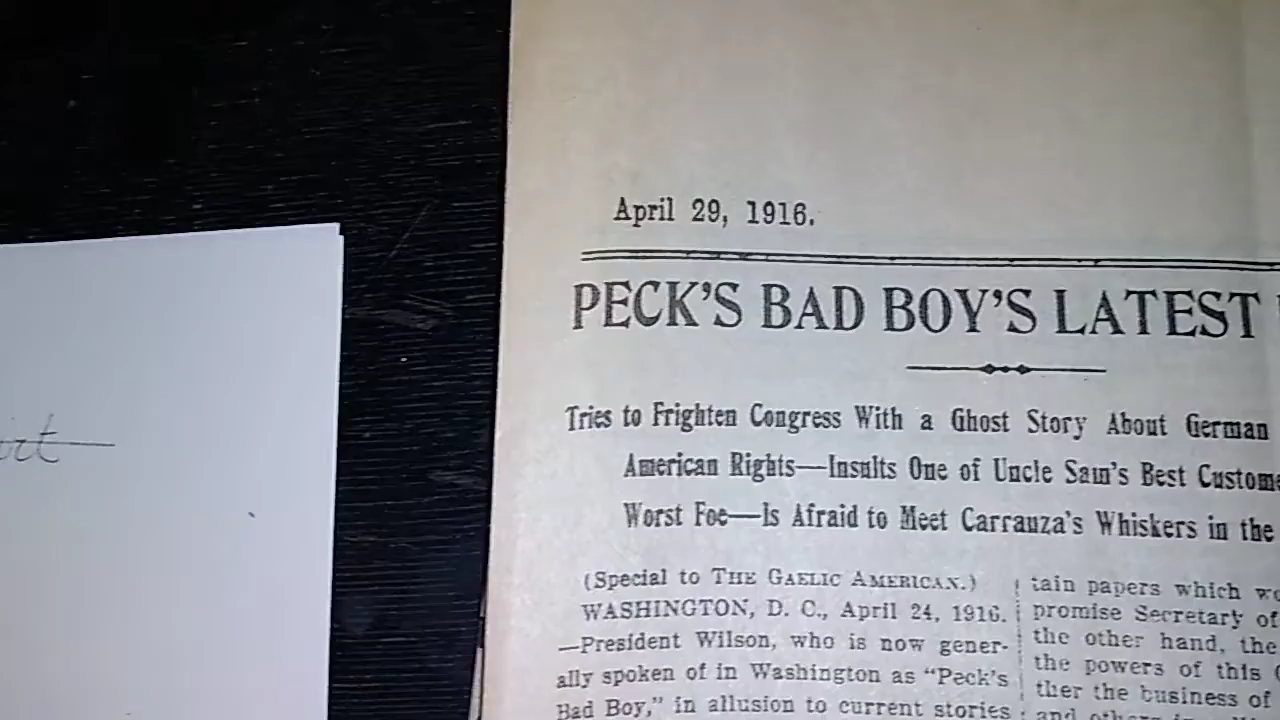 April 29, 1916.
PECK'S BAD BOY'S LATEST
Tries to Frighten Congress With a Ghost Story About German
American Rights—Insults One of Uncle Sam's Best Custome
Worst Foe—Is Afraid to Meet Carranza's Whiskers in the
(Special to THE GAELIC AMERICAN.)
WASHINGTON, D. C., April 24, 1916.
—President Wilson, who is now gener-
ally spoken of in Washington as "Peck's
Bad Boy," in allusion to current stories
tain papers which
promise Secretary of
the other hand, the
the powers of this
ther the business of